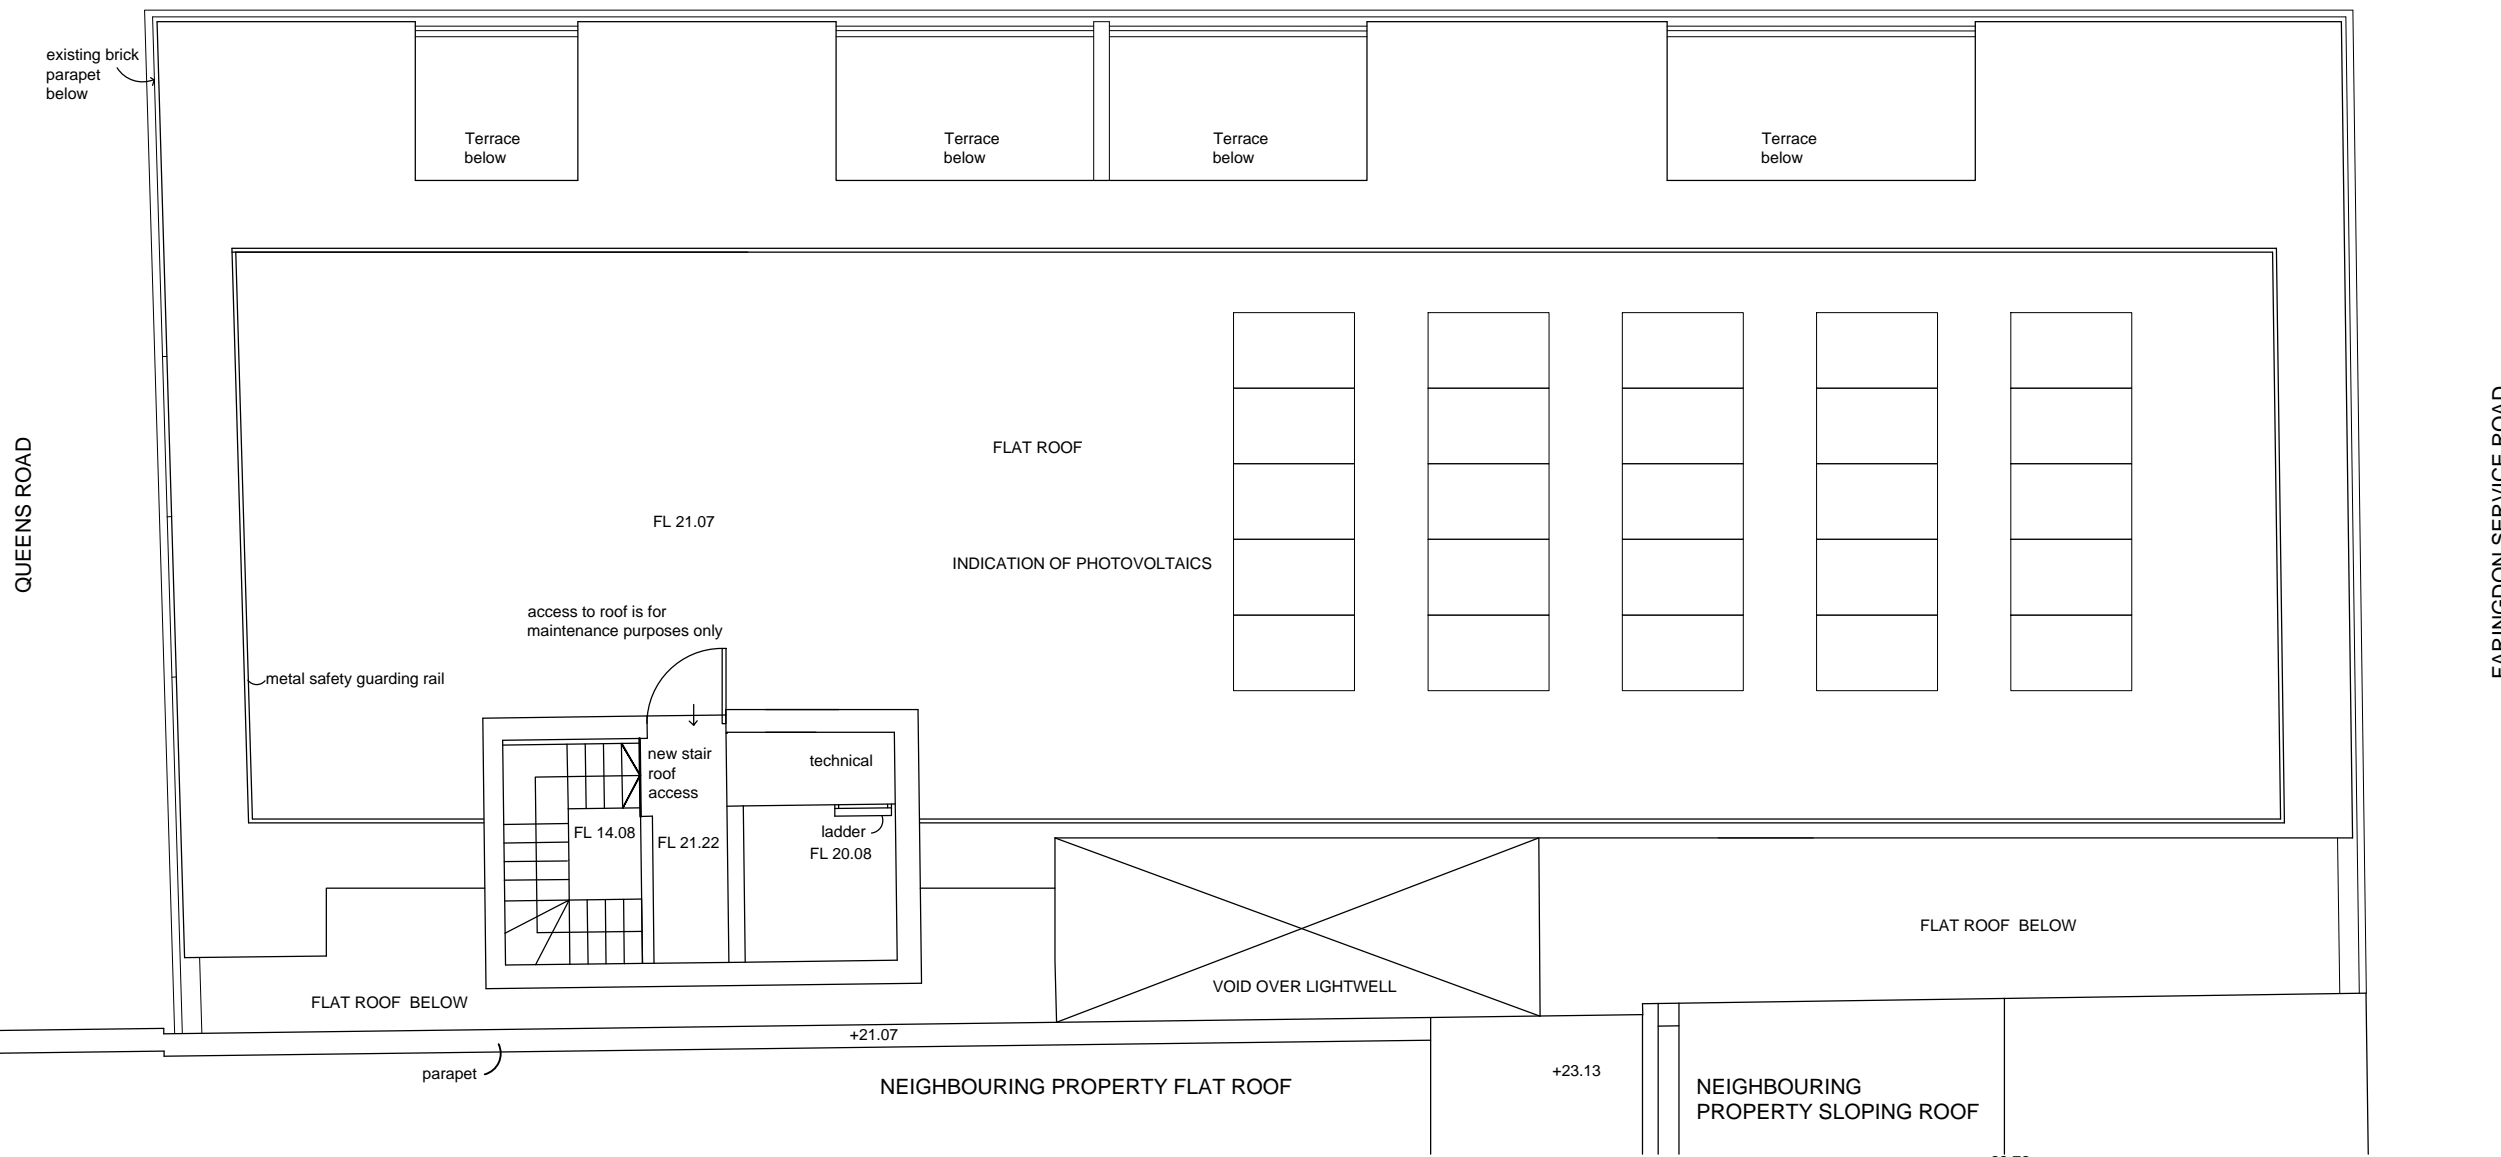 existing brick
parapet
below
Terrace
below
Terrace
below
Terrace
below
Terrace
below
QUEENS ROAD
FARINGDON SERVICE ROAD
FLAT ROOF
FL 21.07
INDICATION OF PHOTOVOLTAICS
access to roof is for
maintenance purposes only
metal safety guarding rail
new stair
roof
access
technical
FL 14.08
FL 21.22
ladder
FL 20.08
FLAT ROOF BELOW
FLAT ROOF BELOW
VOID OVER LIGHTWELL
+21.07
parapet
+23.13
NEIGHBOURING PROPERTY FLAT ROOF
NEIGHBOURING
PROPERTY SLOPING ROOF